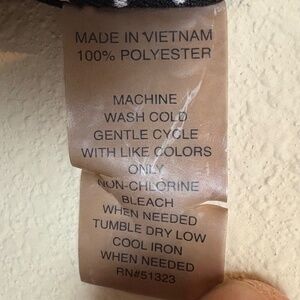 MADE IN VIETNAM
100% POLYESTER
MACHINE
WASH COLD
GENTLE CYCLE
WITH LIKE COLORS
ONLY
NON-CHLORINE
BLEACH
WHEN NEEDED
TUMBLE DRY LOW
COOL IRON
WHEN NEEDED
RN#51323